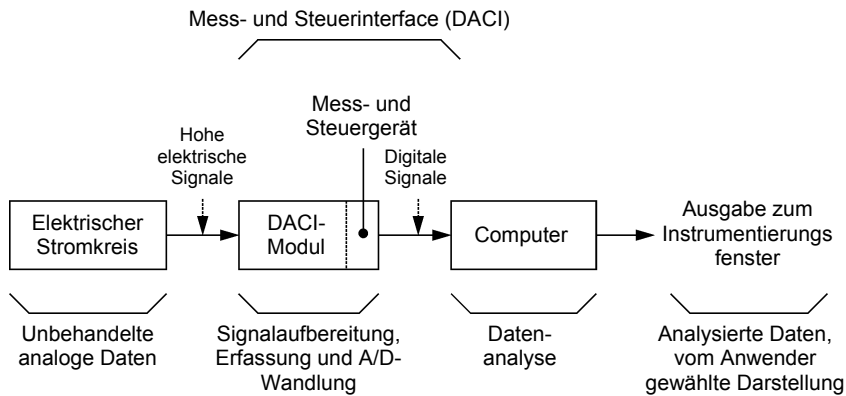 Mess- und Steuerinterface (DACI)
Mess- und
Steuergerät
Hohe
elektrische
Signale
Digitale
Signale
Elektrischer
Stromkreis
DACI-
Modul
Computer
Ausgabe zum
Instrumentierungs
fenster
Unbehandelte
analoge Daten
Signalaufbereitung,
Erfassung und A/D-
Wandlung
Daten-
analyse
Analysierte Daten,
vom Anwender
gewählte Darstellung